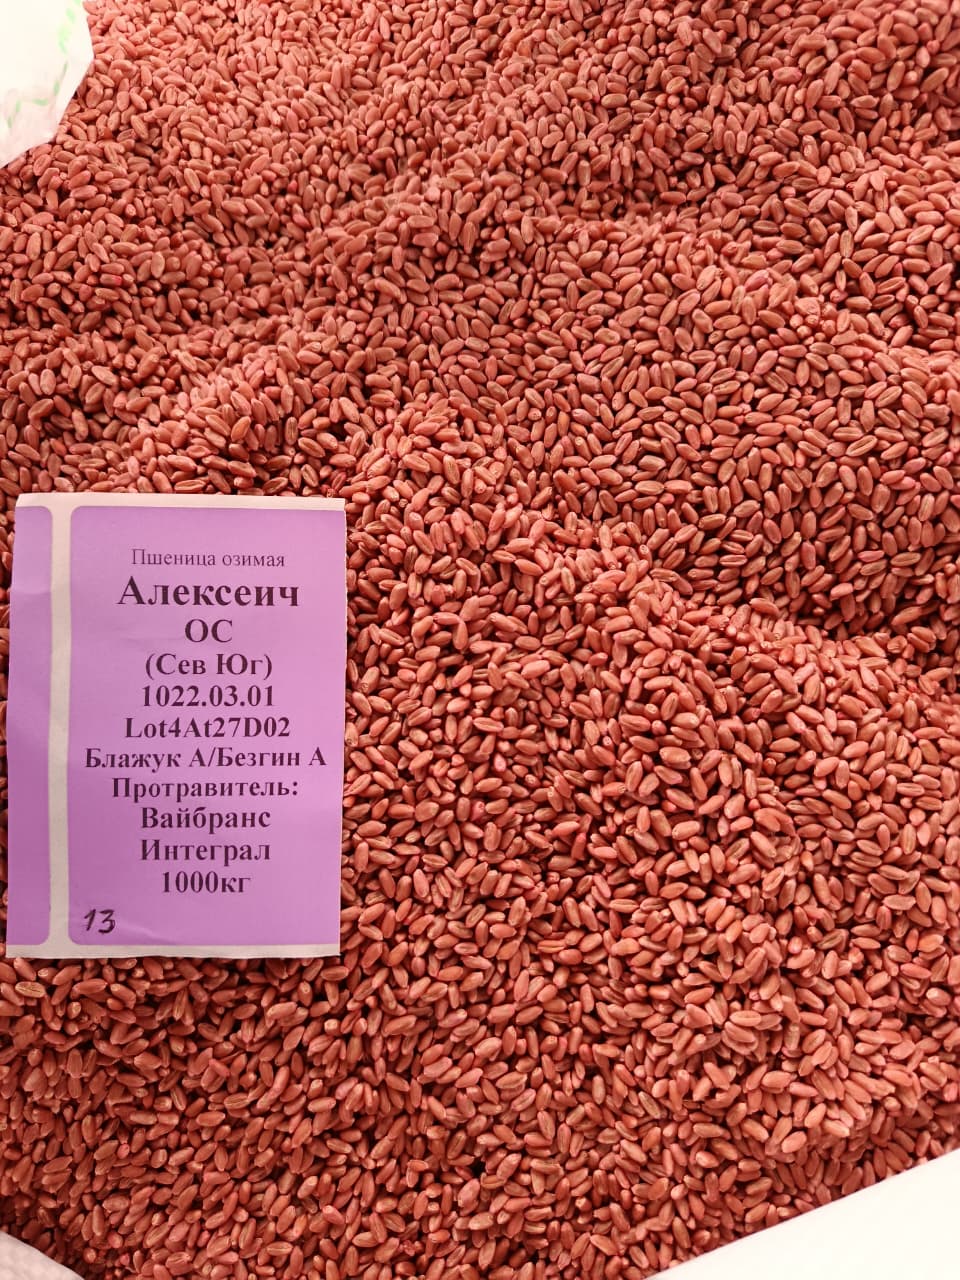 Пшеница озимая
Алексеич
ОС
(Сев Юг)
1022.03.01
Lot4At27D02
Блажук А/Безгин А
Протравитель:
Вайбранс
Интеграл
1000кг
13